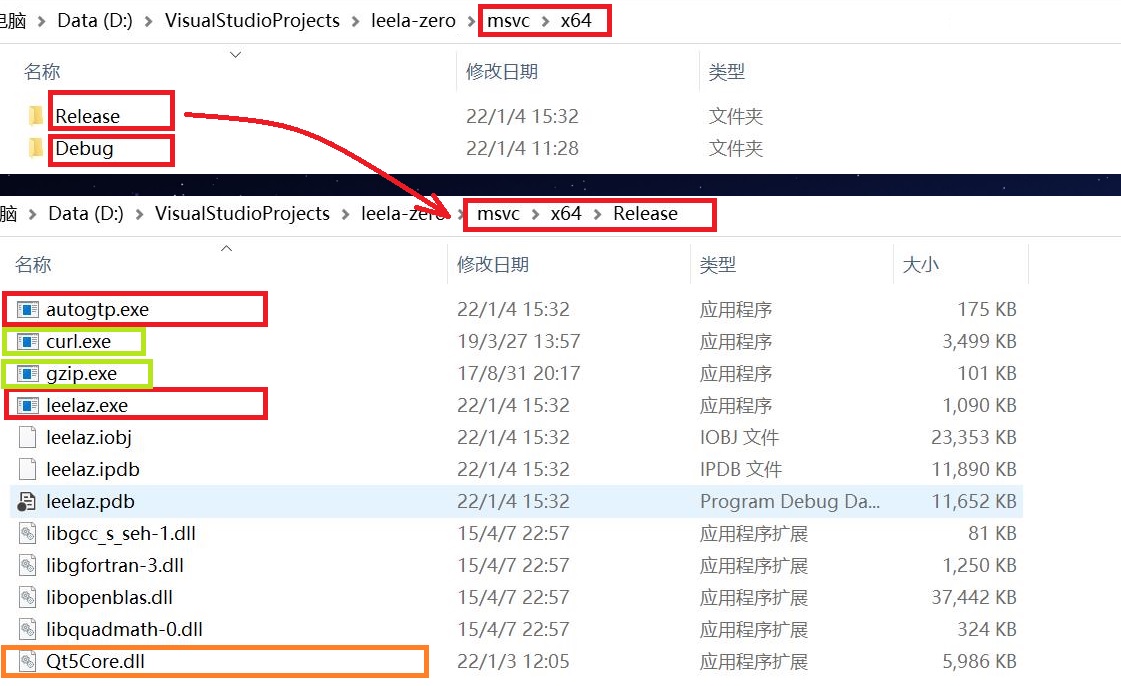 电脑 > Data (D:) > VisualStudioProjects > leela-zero > msvc > x64
名称 修改日期 类型
Release 22/1/4 15:32 文件夹
Debug 22/1/4 11:28 文件夹
脑 > Data (D:) > VisualStudioProjects > leela-zero > msvc > x64 > Release
名称 修改日期 类型 大小
autogtp.exe 22/1/4 15:32 应用程序 175 KB
curl.exe 19/3/27 13:57 应用程序 3,499 KB
gzip.exe 17/8/31 20:17 应用程序 101 KB
leelaz.exe 22/1/4 15:32 应用程序 1,090 KB
leelaz.iobj 22/1/4 15:32 IOBJ 文件 23,353 KB
leelaz.ipdb 22/1/4 15:32 IPDB 文件 11,890 KB
leelaz.pdb 22/1/4 15:32 Program Debug Da... 11,652 KB
libgcc_s_seh-1.dll 15/4/7 22:57 应用程序扩展 81 KB
libgfortran-3.dll 15/4/7 22:57 应用程序扩展 1,250 KB
libopenblas.dll 15/4/7 22:57 应用程序扩展 37,442 KB
libquadmath-0.dll 15/4/7 22:57 应用程序扩展 324 KB
Qt5Core.dll 22/1/3 12:05 应用程序扩展 5,986 KB